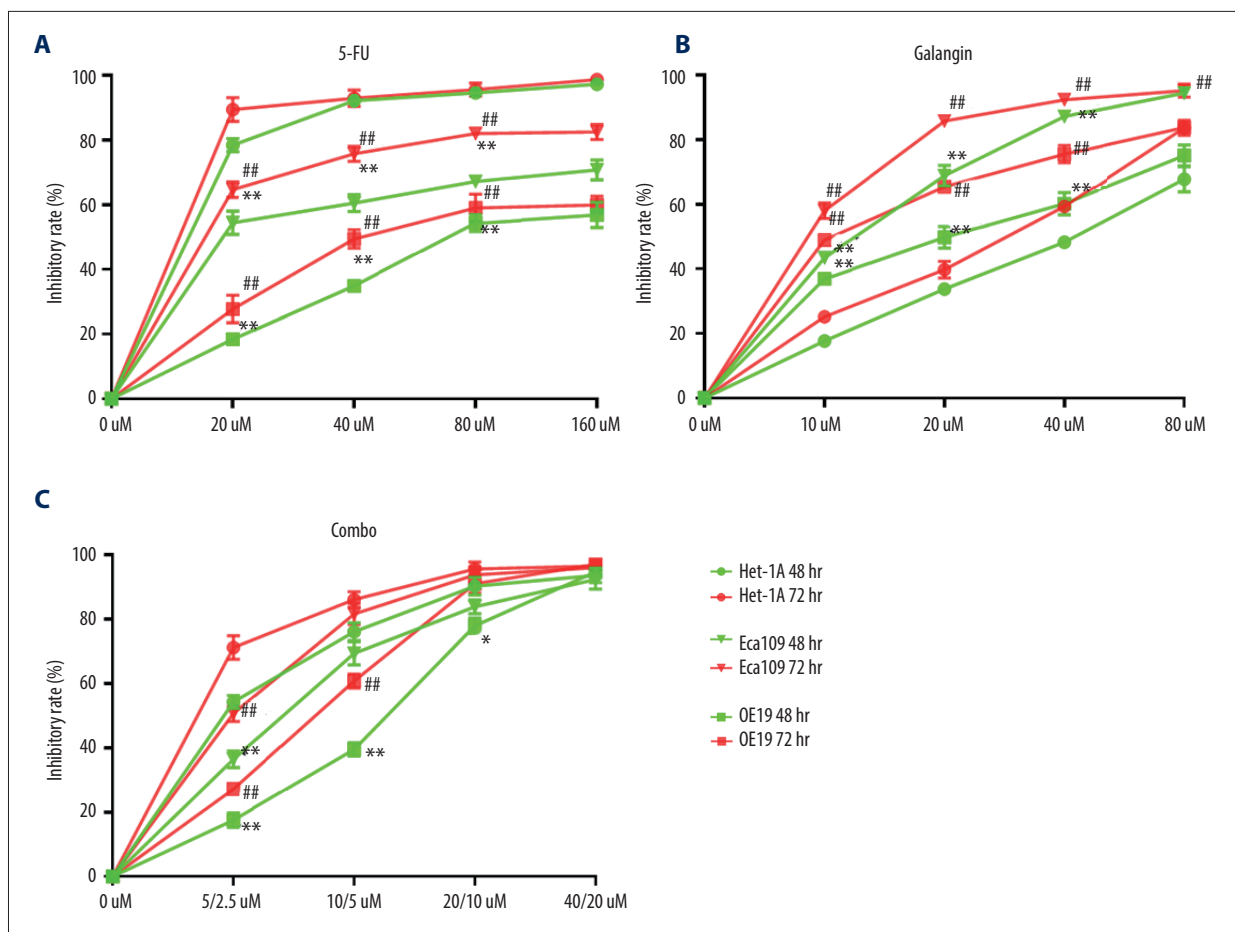 A
5-FU
Inhibitory rate (%)
100
80
60
40
20
0
##
**
##
**
##
**
##
**
##
**
##
**
0 uM
20 uM
40 uM
80 uM
160 uM
B
Galangin
Inhibitory rate (%)
100
80
60
40
20
0
##
##
**
**
##
**
##
**
##
**
##
**
##
0 uM
10 uM
20 uM
40 uM
80 uM
C
Combo
Inhibitory rate (%)
100
80
60
40
20
0
##
**
##
**
##
**
*
0 uM
5/2.5 uM
10/5 uM
20/10 uM
40/20 uM
Het-1A 48 hr
Het-1A 72 hr
Eca109 48 hr
Eca109 72 hr
OE19 48 hr
OE19 72 hr